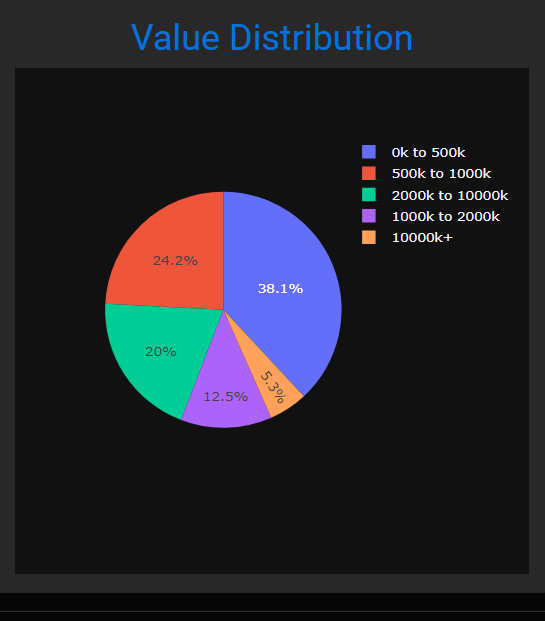 Value Distribution
0k to 500k
500k to 1000k
2000k to 10000k
1000k to 2000k
10000k+
24.2%
38.1%
20%
12.5%
5.3%